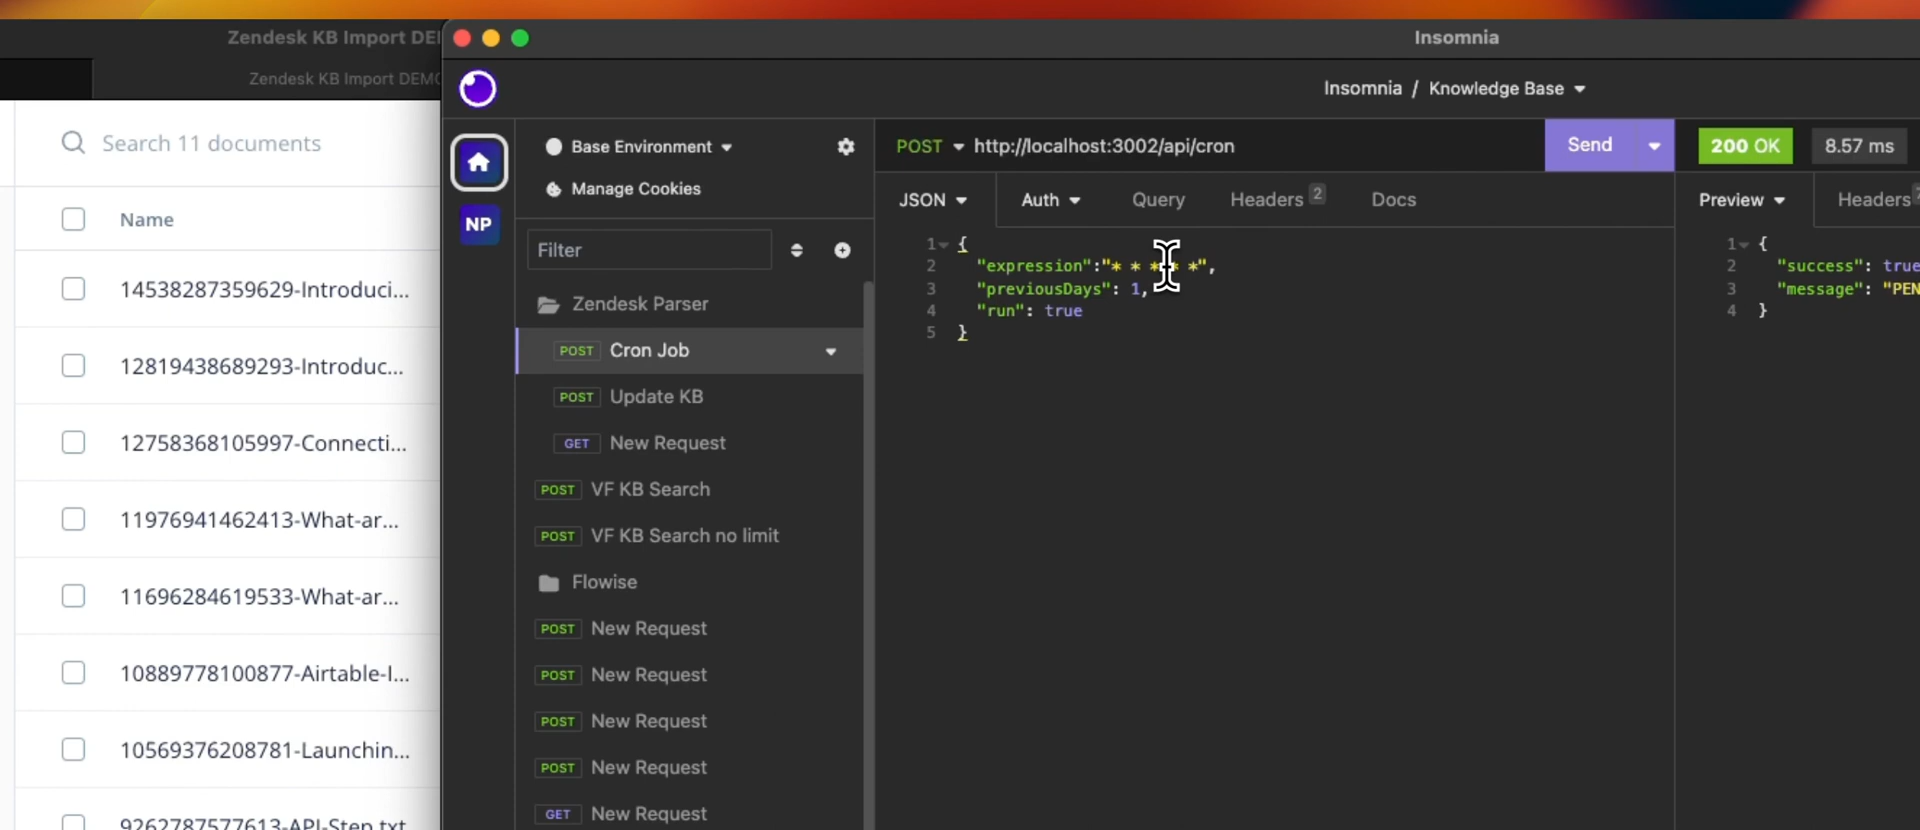 Zendesk KB Import DE
Zendesk KB Import DEMO
Search 11 documents
Name
14538287359629-Introduci...
12819438689293-Introduc...
12758368105997-Connecti...
11976941462413-What-ar...
11696284619533-What-ar...
10889778100877-Airtable-I...
10569376208781-Launchin...
9262787577613-API-Step.txt
Insomnia
Insomnia / Knowledge Base
NP
Base Environment
Manage Cookies
Filter
Zendesk Parser
POST Cron Job
POST Update KB
GET New Request
POST VF KB Search
POST VF KB Search no limit
Flowise
POST New Request
POST New Request
POST New Request
POST New Request
GET New Request
POST http://localhost:3002/api/cron
Send
JSON Auth Query Headers 2 Docs
1 {
2 "expression":"* * * * *",
3 "previousDays": 1,
4 "run": true
5 }
200 OK 8.57 ms
Preview Headers
1 {
2 "success": true
3 "message": "PEN
4 }